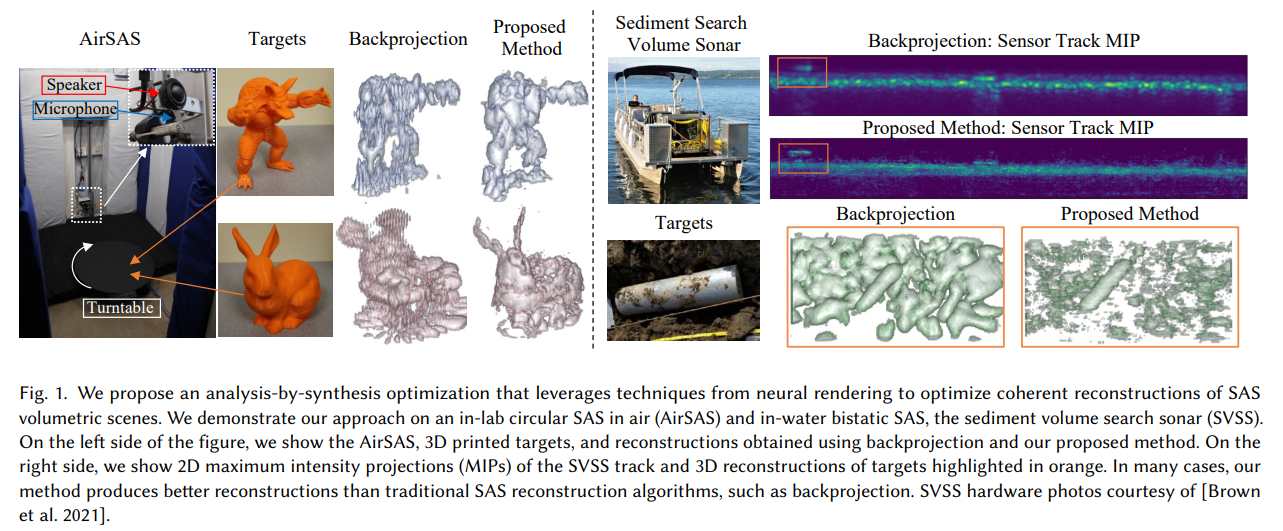 AirSAS
Targets
Backprojection
Proposed
Method
Speaker
Microphone
Turntable
Sediment Search
Volume Sonar
Targets
Backprojection: Sensor Track MIP
Proposed Method: Sensor Track MIP
Backprojection
Proposed Method
Fig. 1. We propose an analysis-by-synthesis optimization that leverages techniques from neural rendering to optimize coherent reconstructions of SAS
volumetric scenes. We demonstrate our approach on an in-lab circular SAS in air (AirSAS) and in-water bistatic SAS, the sediment volume search sonar (SVSS).
On the left side of the figure, we show the AirSAS, 3D printed targets, and reconstructions obtained using backprojection and our proposed method. On the
right side, we show 2D maximum intensity projections (MIPs) of the SVSS track and 3D reconstructions of targets highlighted in orange. In many cases, our
method produces better reconstructions than traditional SAS reconstruction algorithms, such as backprojection. SVSS hardware photos courtesy of [Brown
et al. 2021].